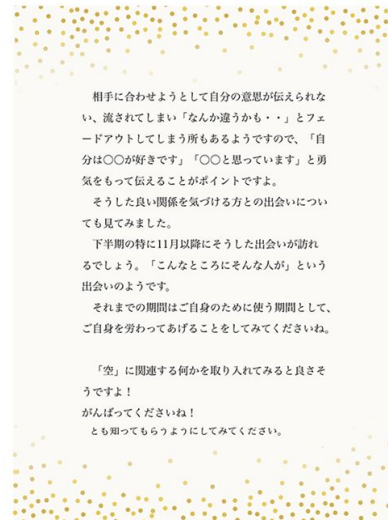 相手に合わせようとして自分の意思が伝えられな
い、流されてしまい「なんか違うかも・・」とフェ
ードアウトしてしまう所もあるようですので、「自
分は〇〇が好きです」「〇〇と思っています」と勇
気をもって伝えることがポイントですよ。
そうした良い関係を気づける方との出会いについ
ても見てみました。
下半期の特に11月以降にそうした出会いが訪れ
るでしょう。「こんなところにそんな人が」という
出会いのようです。
それまでの期間はご自身のために使う期間として、
ご自身を労わってあげることをしてみてくださいね。
「空」に関連する何かを取り入れてみると良さそ
うですよ！
がんばってくださいね！
とも知ってもらうようにしてみてください。